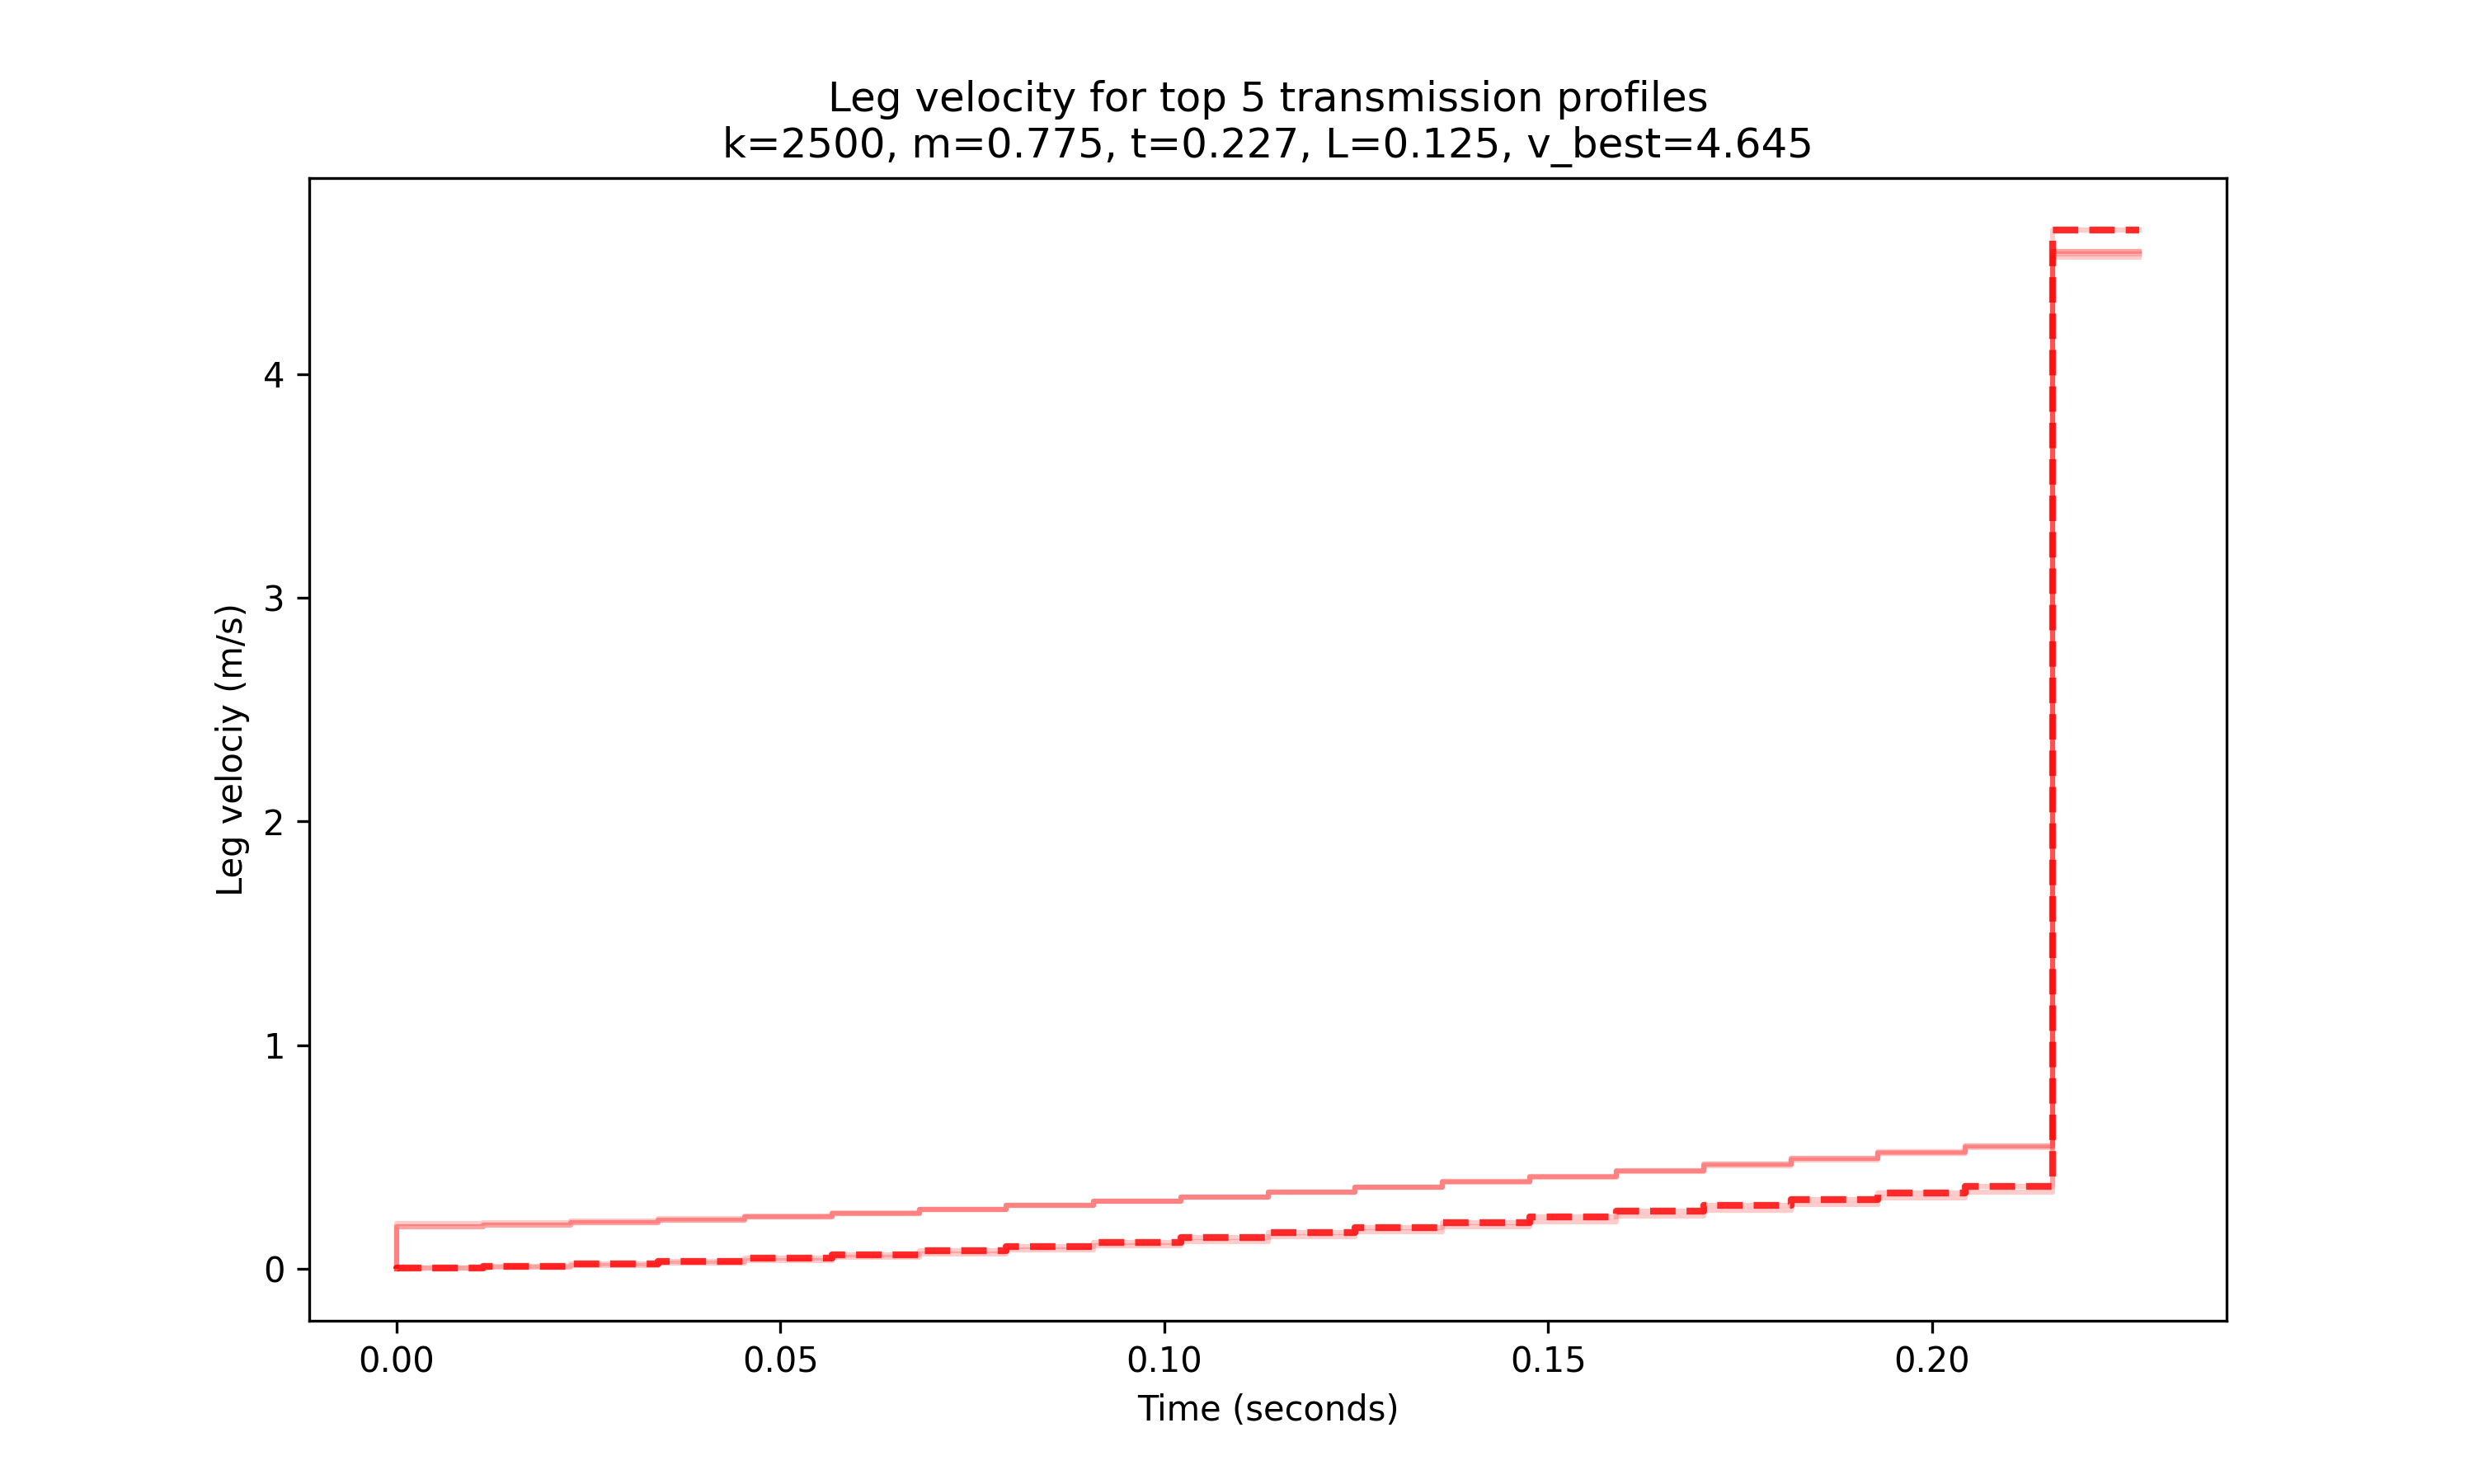 Leg velocity for top 5 transmission profiles
k=2500, m=0.775, t=0.227, L=0.125, v_best=4.645
Leg velociy (m/s)
4
3
2
1
0
0.00 0.05 0.10 0.15 0.20
Time (seconds)